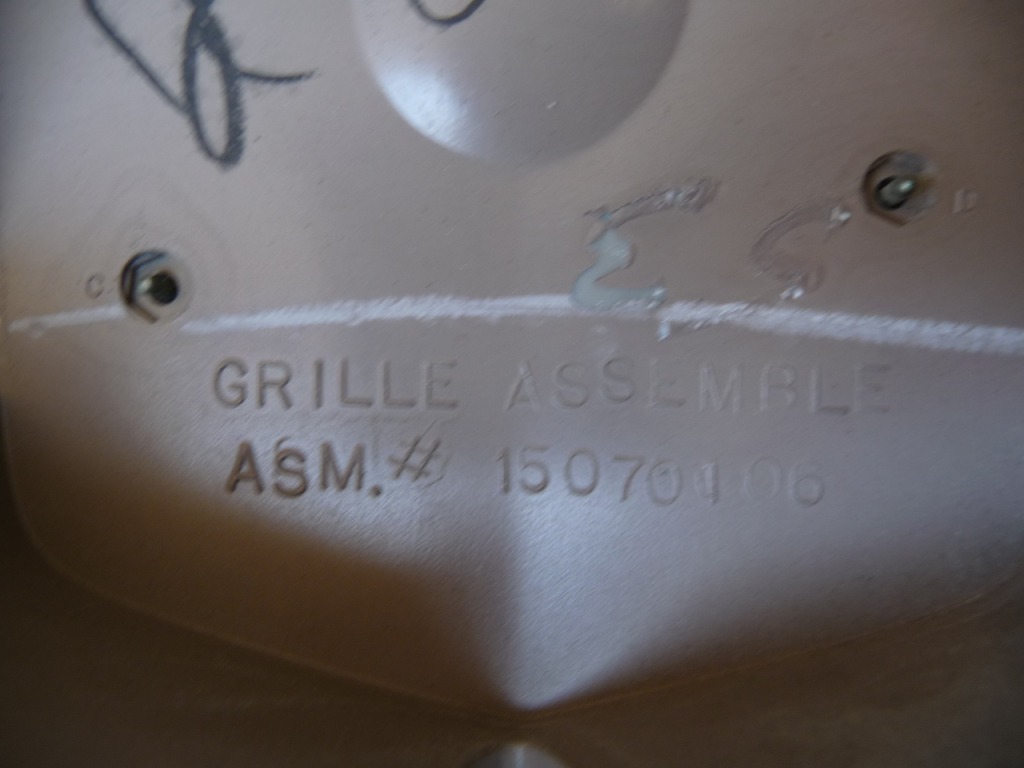 C
GRILLE ASSEMBLE
ASM. # 15070106